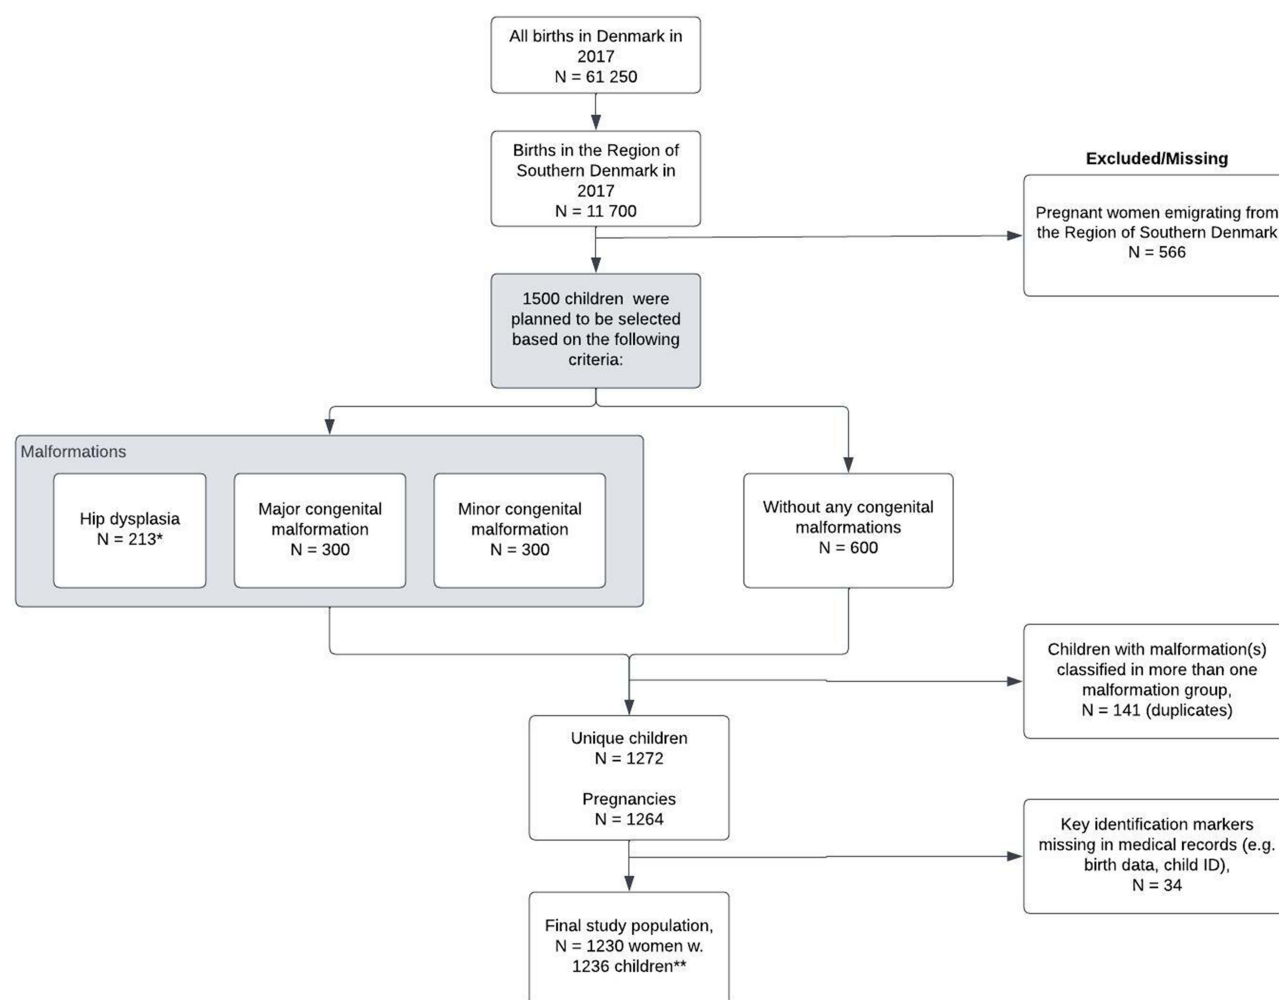 All births in Denmark in
2017
N = 61 250
Births in the Region of
Southern Denmark in
2017
N = 11 700
Excluded/Missing
Pregnant women emigrating from
the Region of Southern Denmark
N = 566
1500 children were
planned to be selected
based on the following
criteria:
Malformations
Hip dysplasia
N = 213*
Major congenital
malformation
N = 300
Minor congenital
malformation
N = 300
Without any congenital
malformations
N = 600
Children with malformation(s)
classified in more than one
malformation group,
N = 141 (duplicates)
Unique children
N = 1272
Pregnancies
N = 1264
Key identification markers
missing in medical records (e.g.
birth data, child ID),
N = 34
Final study population,
N = 1230 women w.
1236 children**